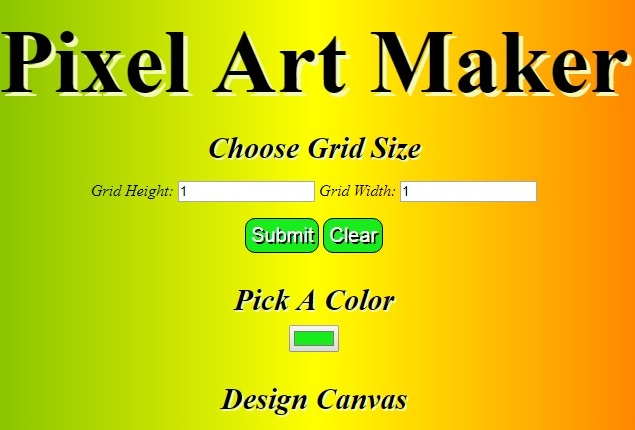 Pixel Art Maker
Choose Grid Size
Grid Height: 1 Grid Width: 1
Submit Clear
Pick A Color
Design Canvas